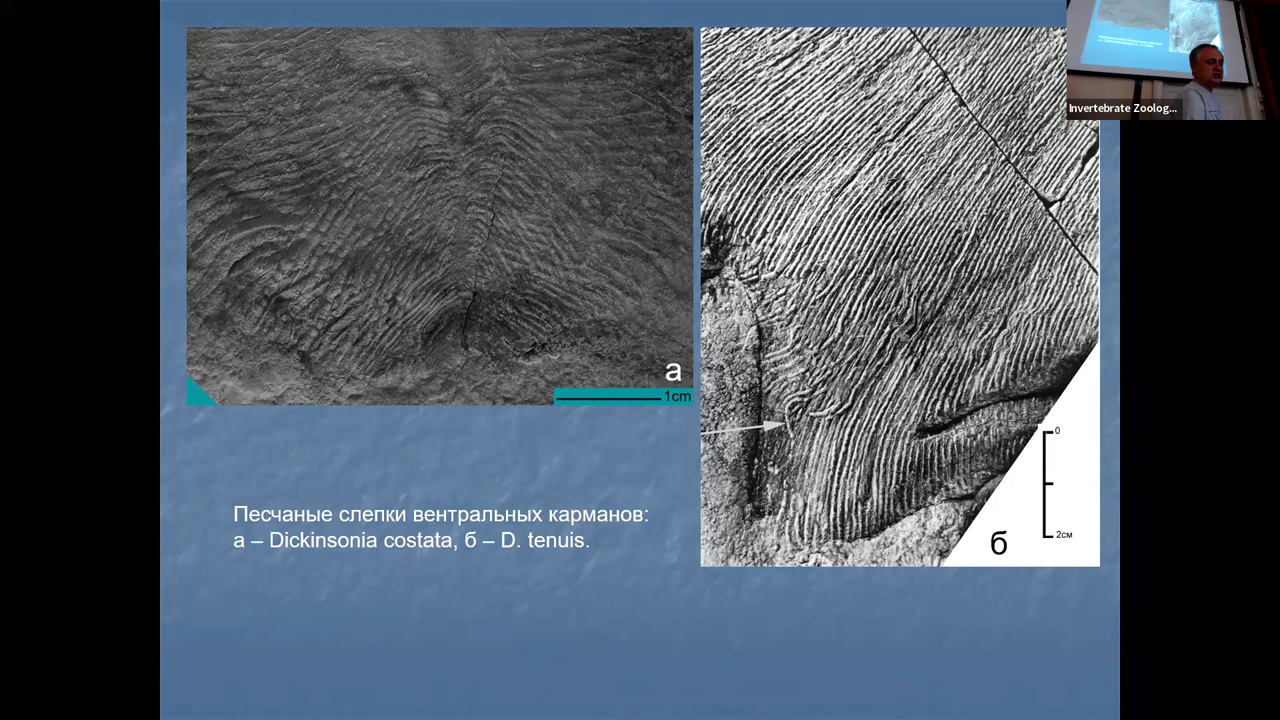 Invertebrate Zoolog...
а
1cm
0
2см
б
Песчаные слепки вентральных карманов:
а – Dickinsonia costata, б – D. tenuis.